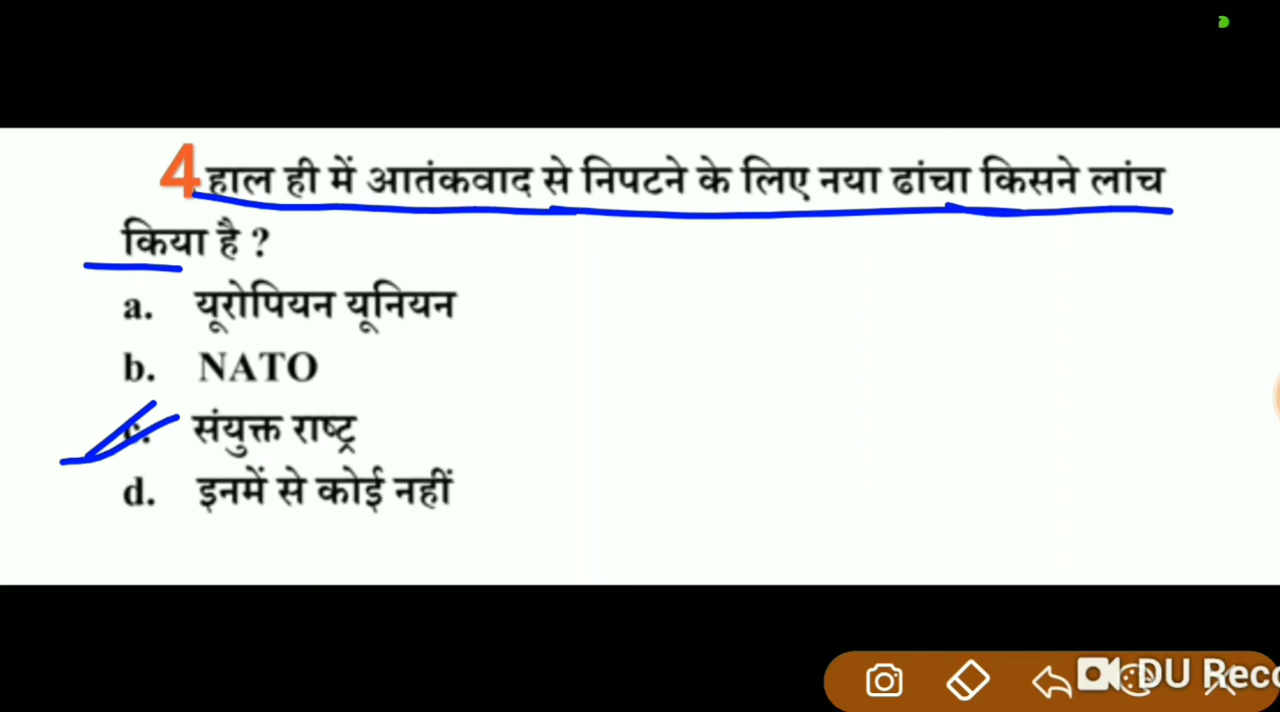 4 हाल ही में आतंकवाद से निपटने के लिए नया ढांचा किसने लांच
किया है ?
a. यूरोपियन यूनियन
b. NATO
c. संयुक्त राष्ट्र
d. इनमें से कोई नहीं
DU Rec